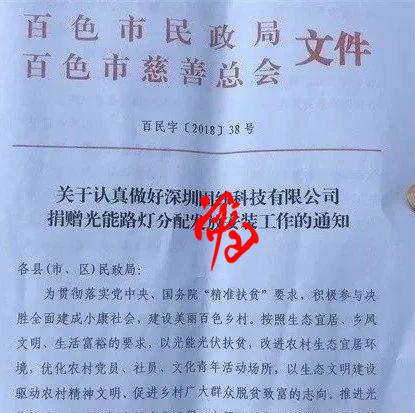 百色市民政局
百色市慈善总会
文件
百民字〔2018〕38号
关于认真做好深圳国科技有限公司
捐赠光能路灯分配发放安装工作的通知
各县(市、区)民政局:
为贯彻落实党中央、国务院“精准扶贫”要求,积极参与决
胜全面建成小康社会,建设美丽百色乡村。按照生态宜居、乡风
文明、生活富裕的要求,以光能光伏扶贫,改进农村生态宜居环
境,优化农村党员、社员、文化青年活动场所,以生态文明建设
驱动农村精神文明、促进乡村广大群众脱贫致富的志向。推进光